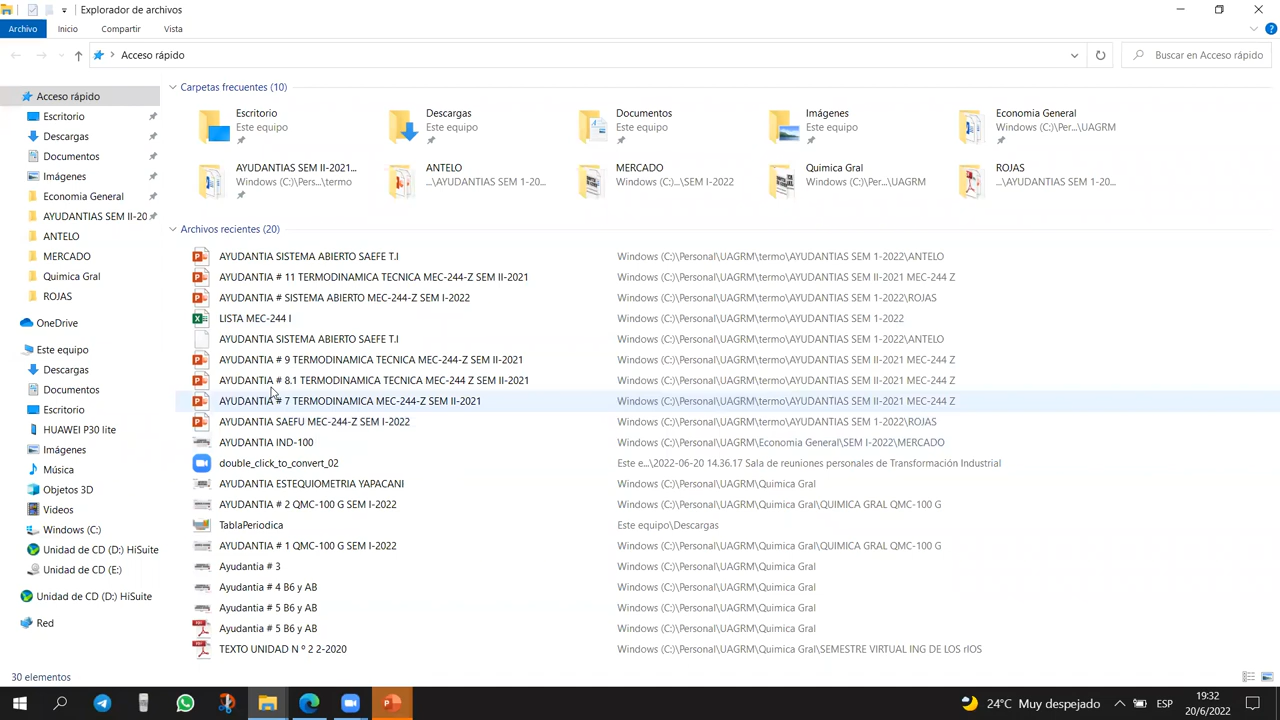 Explorador de archivos
Archivo Inicio Compartir Vista
Acceso rápido
Buscar en Acceso rápido
Acceso rápido
Escritorio
Descargas
Documentos
Imágenes
Economia General
AYUDANTIAS SEM II-20
ANTELO
MERCADO
Quimica Gral
ROJAS
OneDrive
Este equipo
Descargas
Documentos
Escritorio
HUAWEI P30 lite
Imágenes
Música
Objetos 3D
Videos
Windows (C:)
Unidad de CD (D:) HiSuite
Unidad de CD (E:)
Unidad de CD (D:) HiSuite
Red
Carpetas frecuentes (10)
Escritorio
Este equipo
Descargas
Este equipo
Documentos
Este equipo
Imágenes
Este equipo
Economia General
Windows (C:)\Per...\UAGRM
AYUDANTIAS SEM II-2021...
Windows (C:)\Pers...\termo
ANTELO
...\AYUDANTIAS SEM 1-20...
MERCADO
Windows (C:)...\SEM I-2022
Quimica Gral
Windows (C:)\Per...\UAGRM
ROJAS
...\AYUDANTIAS SEM 1-20...
Archivos recientes (20)
AYUDANTIA SISTEMA ABIERTO SAEFE T.I Windows (C:)\Personal\UAGRM\termo\AYUDANTIAS SEM 1-2022\ANTELO
AYUDANTIA # 11 TERMODINAMICA TECNICA MEC-244-Z SEM II-2021 Windows (C:)\Personal\UAGRM\termo\AYUDANTIAS SEM II-2021 MEC-244 Z
AYUDANTIA # SISTEMA ABIERTO MEC-244-Z SEM I-2022 Windows (C:)\Personal\UAGRM\termo\AYUDANTIAS SEM 1-2022\ROJAS
LISTA MEC-244 I Windows (C:)\Personal\UAGRM\termo\AYUDANTIAS SEM 1-2022
AYUDANTIA SISTEMA ABIERTO SAEFE T.I Windows (C:)\Personal\UAGRM\termo\AYUDANTIAS SEM 1-2022\ANTELO
AYUDANTIA # 9 TERMODINAMICA TECNICA MEC-244-Z SEM II-2021 Windows (C:)\Personal\UAGRM\termo\AYUDANTIAS SEM II-2021 MEC-244 Z
AYUDANTIA # 8.1 TERMODINAMICA TECNICA MEC-244 Z SEM II-2021 Windows (C:)\Personal\UAGRM\termo\AYUDANTIAS SEM II-2021 MEC-244 Z
AYUDANTIA # 7 TERMODINAMICA MEC-244-Z SEM II-2021 Windows (C:)\Personal\UAGRM\termo\AYUDANTIAS SEM II-2021 MEC-244 Z
AYUDANTIA SAEFU MEC-244-Z SEM I-2022 Windows (C:)\Personal\UAGRM\termo\AYUDANTIAS SEM 1-2022\ROJAS
AYUDANTIA IND-100 Windows (C:)\Personal\UAGRM\Economia General\SEM I-2022\MERCADO
double_click_to_convert_02 Este e...\2022-06-20 14.36.17 Sala de reuniones personales de Transformación Industrial
AYUDANTIA ESTEQUIOMETRIA YAPACANI Windows (C:)\Personal\UAGRM\Quimica Gral
AYUDANTIA # 2 QMC-100 G SEM I-2022 Windows (C:)\Personal\UAGRM\Quimica Gral\QUIMICA GRAL QMC-100 G
TablaPeriodica Este equipo\Descargas
AYUDANTIA # 1 QMC-100 G SEM I-2022 Windows (C:)\Personal\UAGRM\Quimica Gral\QUIMICA GRAL QMC-100 G
Ayudantia # 3 Windows (C:)\Personal\UAGRM\Quimica Gral
Ayudantia # 4 B6 y AB Windows (C:)\Personal\UAGRM\Quimica Gral
Ayudantia # 5 B6 y AB Windows (C:)\Personal\UAGRM\Quimica Gral
Ayudantia # 5 B6 y AB Windows (C:)\Personal\UAGRM\Quimica Gral
TEXTO UNIDAD N º 2 2-2020 Windows (C:)\Personal\UAGRM\Quimica Gral\SEMESTRE VIRTUAL ING DE LOS rIOS
30 elementos
24°C Muy despejado ESP 19:32
20/6/2022